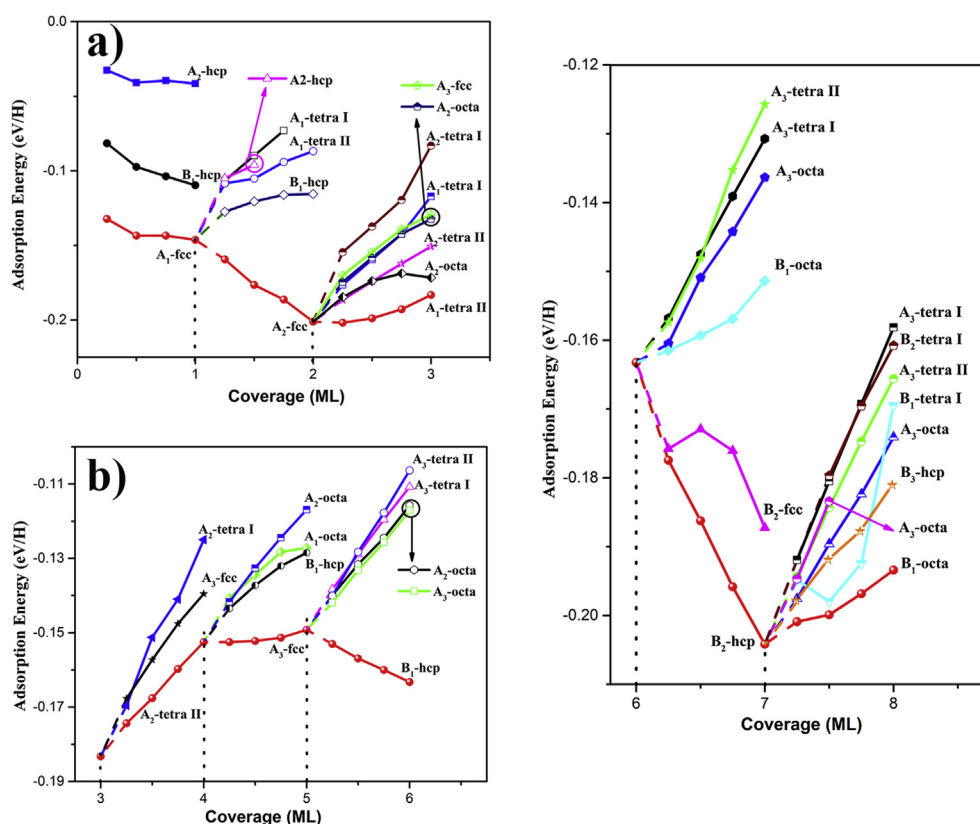 a)
Adsorption Energy (eV/H)
0.0
-0.1
-0.2
A2-hcp
A2-hcp
B1-hcp
A1-tetra I
A1-tetra II
B1-hcp
A1-fcc
A2-fcc
A3-fcc
A2-octa
A2-tetra I
A1-tetra I
A2-tetra II
A2-octa
A1-tetra II
0 1 2 3
Coverage (ML)
b)
Adsorption Energy (eV/H)
-0.11
-0.13
-0.15
-0.17
-0.19
A2-tetra I
A3-fcc
A2-tetra II
A2-octa
A1-octa
B1-hcp
A3-fcc
A3-tetra II
A3-tetra I
A2-octa
A3-octa
B1-hcp
3 4 5 6
Coverage (ML)
Adsorption Energy (eV/H)
-0.12
-0.14
-0.16
-0.18
-0.20
A3-tetra II
A3-tetra I
A3-octa
B1-octa
B2-fcc
B2-hcp
A3-tetra I
B2-tetra I
A3-tetra II
B1-tetra I
A3-octa
B3-hcp
A3-octa
B1-octa
6 7 8
Coverage (ML)